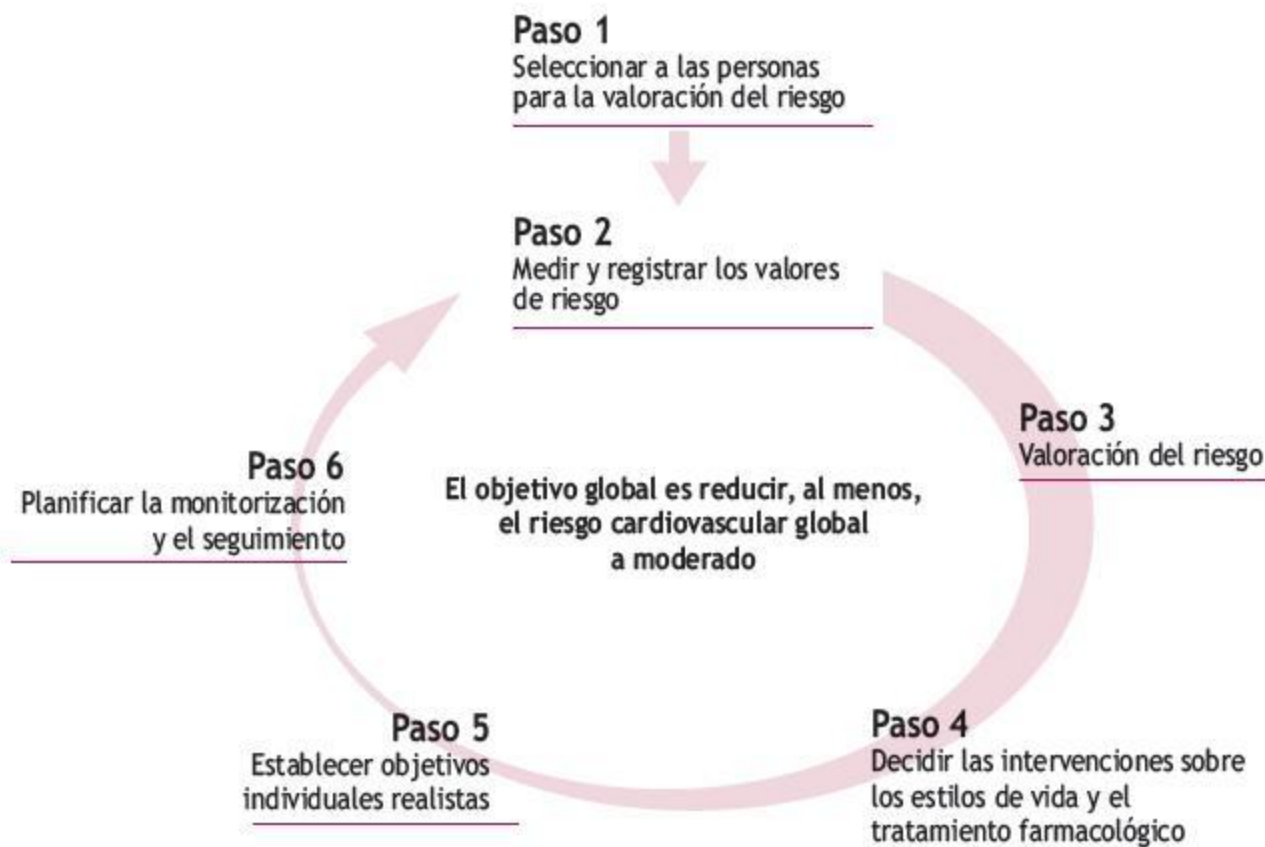 Paso 1
Seleccionar a las personas
para la valoración del riesgo
Paso 2
Medir y registrar los valores
de riesgo
Paso 3
Valoración del riesgo
Paso 4
Decidir las intervenciones sobre
los estilos de vida y el
tratamiento farmacológico
Paso 5
Establecer objetivos
individuales realistas
Paso 6
Planificar la monitorización
y el seguimiento
El objetivo global es reducir, al menos,
el riesgo cardiovascular global
a moderado